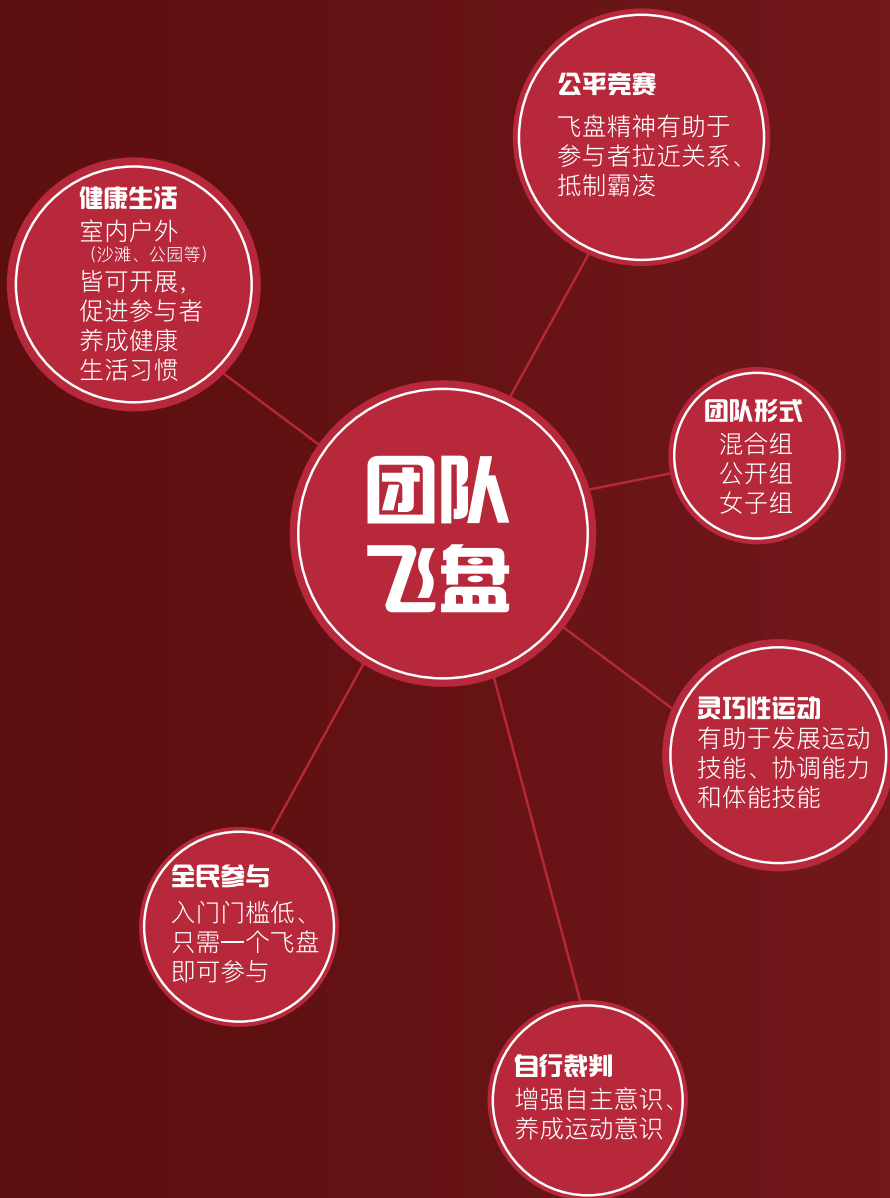 公平竞赛
飞盘精神有助于
参与者拉近关系、
抵制霸凌
健康生活
室内户外
（沙滩、公园等）
皆可开展，
促进参与者
养成健康
生活习惯
团队形式
混合组
公开组
女子组
团队
飞盘
灵巧性运动
有助于发展运动
技能、协调能力
和体能技能
全民参与
入门门槛低、
只需一个飞盘
即可参与
自行裁判
增强自主意识、
养成运动意识